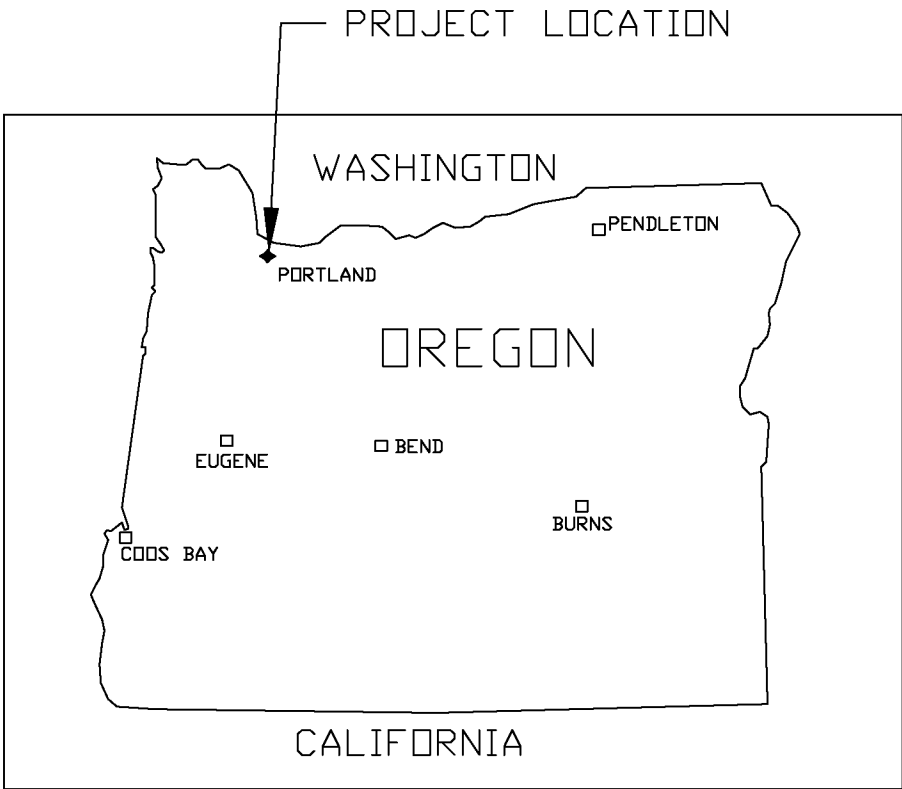 PROJECT LOCATION
WASHINGTON
PENDLETON
PORTLAND
OREGON
EUGENE
BEND
BURNS
COOS BAY
CALIFORNIA